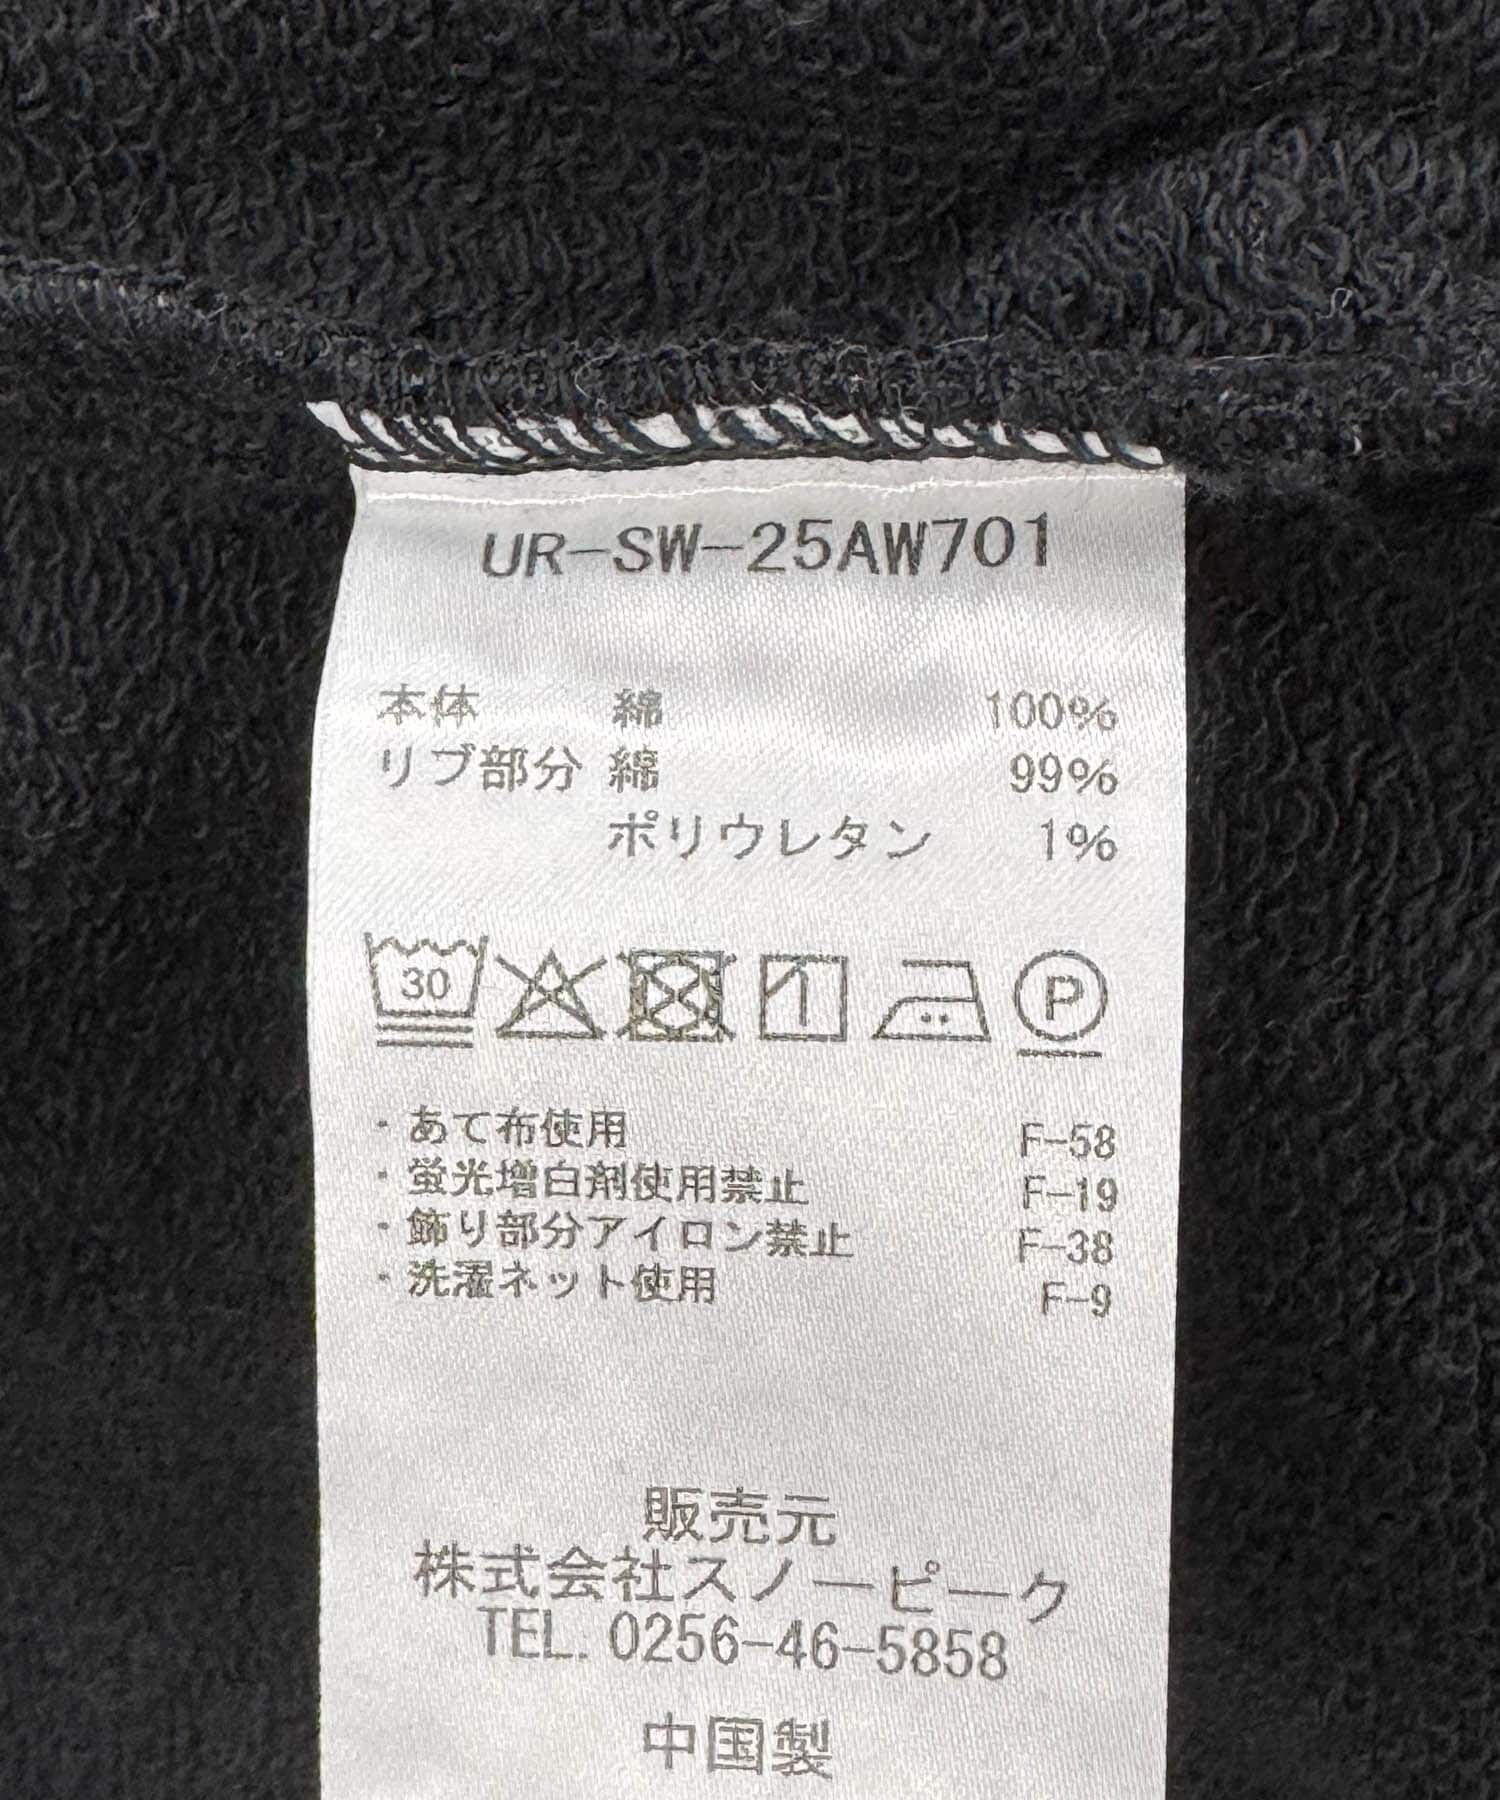 UR-SW-25AW701
本体 綿 100%
リブ部分 綿 99%
ポリウレタン 1%
30 P
・あて布使用 F-58
・蛍光増白剤使用禁止 F-19
・飾り部分アイロン禁止 F-38
・洗濯ネット使用 F-9
販売元
株式会社スノーピーク
TEL. 0256-46-5858
中国製